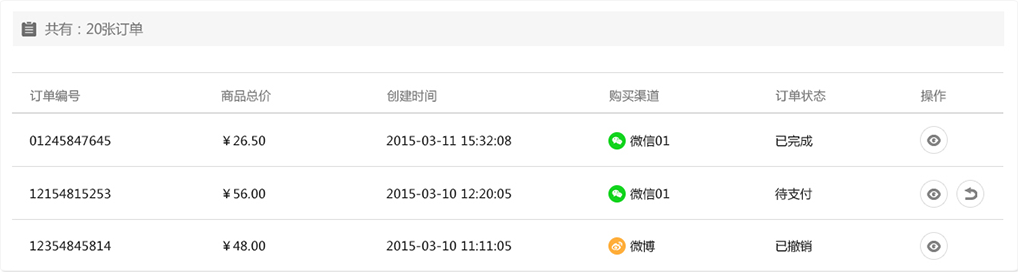 共有：20张订单
订单编号 商品总价 创建时间 购买渠道 订单状态 操作
01245847645 ￥26.50 2015-03-11 15:32:08 微信01 已完成
12154815253 ￥56.00 2015-03-10 12:20:05 微信01 待支付
12354845814 ￥48.00 2015-03-10 11:11:05 微博 已撤销